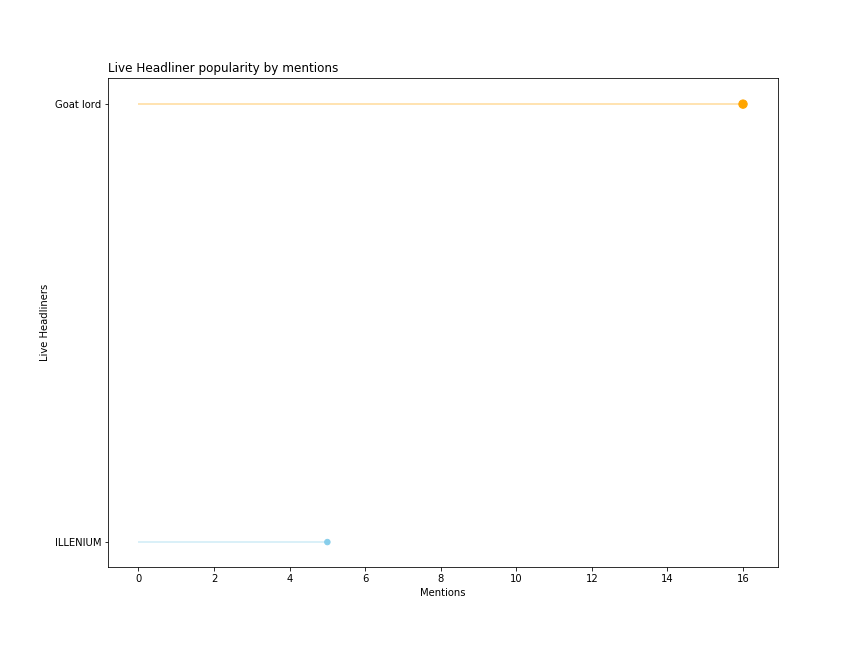 Live Headliner popularity by mentions
Goat lord
Live Headliners
ILLENIUM
0 2 4 6 8 10 12 14 16
Mentions